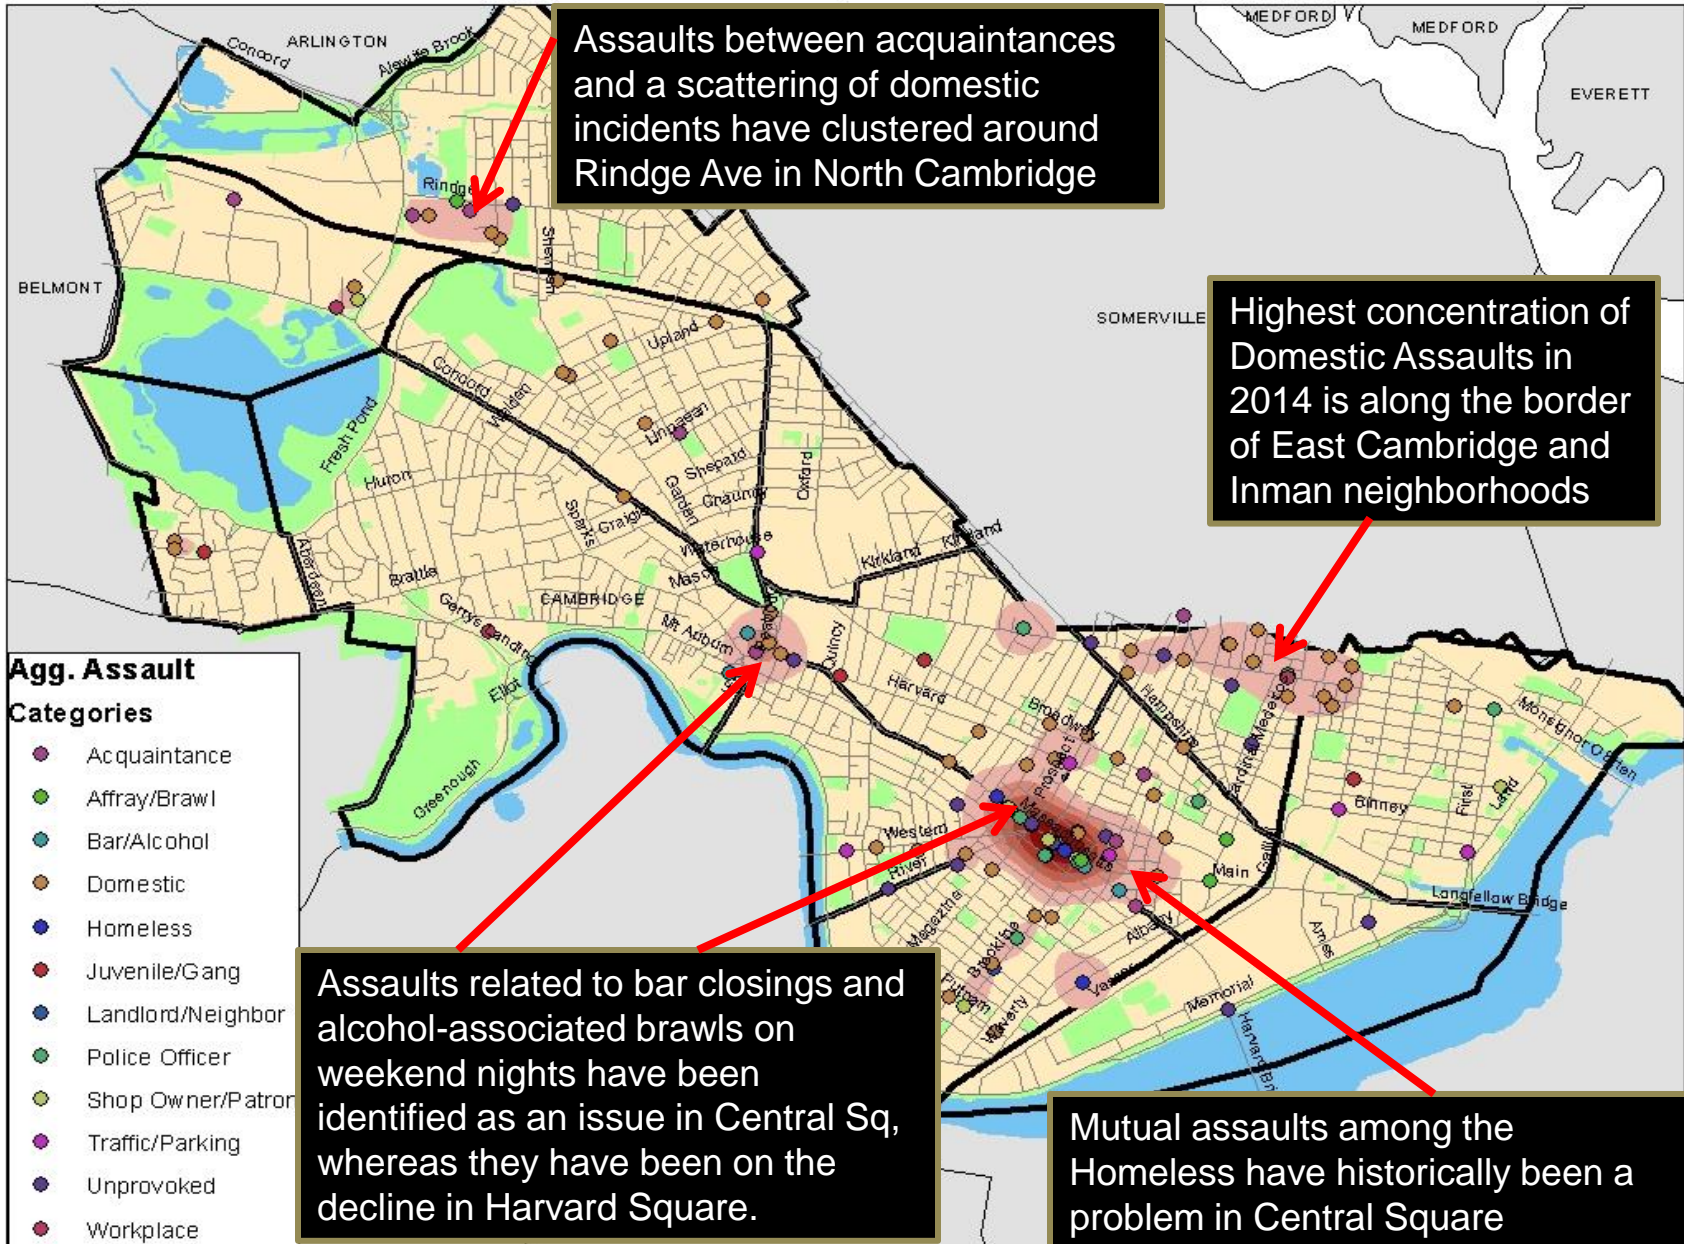 Assaults between acquaintances
and a scattering of domestic
incidents have clustered around
Rindge Ave in North Cambridge
ARLINGTON
Concord
Alewife Brook
MEDFORD
MEDFORD
EVERETT
BELMONT
SOMERVILLE
Rindge
Sherman
Highest concentration of
Domestic Assaults in
2014 is along the border
of East Cambridge and
Inman neighborhoods
Upland
Concord
Walden
Linnaean
Fresh Pond
Huron
Shepard
Garden
Chauncy
Oxford
Sparks
Craigie
Waterhouse
Kirkland
Kirkland
Mason
Aberdeen
Brattle
CAMBRIDGE
Gerrys Landing
Mt Auburn
Quincy
Eliot
Harvard
Greenough
Broadway
Hampshire
Prospect
Cardinal Medeiros
Monsignor O'Brien
Binney
First
Land
Massachusetts
Western
River
Main
Galileo
Longfellow Bridge
Magazine
Albany
Ames
Brookline
Putnam
Vassar
Waverly
Memorial
Harvard Bri
Agg. Assault
Categories
Acquaintance
Affray/Brawl
Bar/Alcohol
Domestic
Homeless
Juvenile/Gang
Landlord/Neighbor
Police Officer
Shop Owner/Patron
Traffic/Parking
Unprovoked
Workplace
Assaults related to bar closings and
alcohol-associated brawls on
weekend nights have been
identified as an issue in Central Sq,
whereas they have been on the
decline in Harvard Square.
Mutual assaults among the
Homeless have historically been a
problem in Central Square